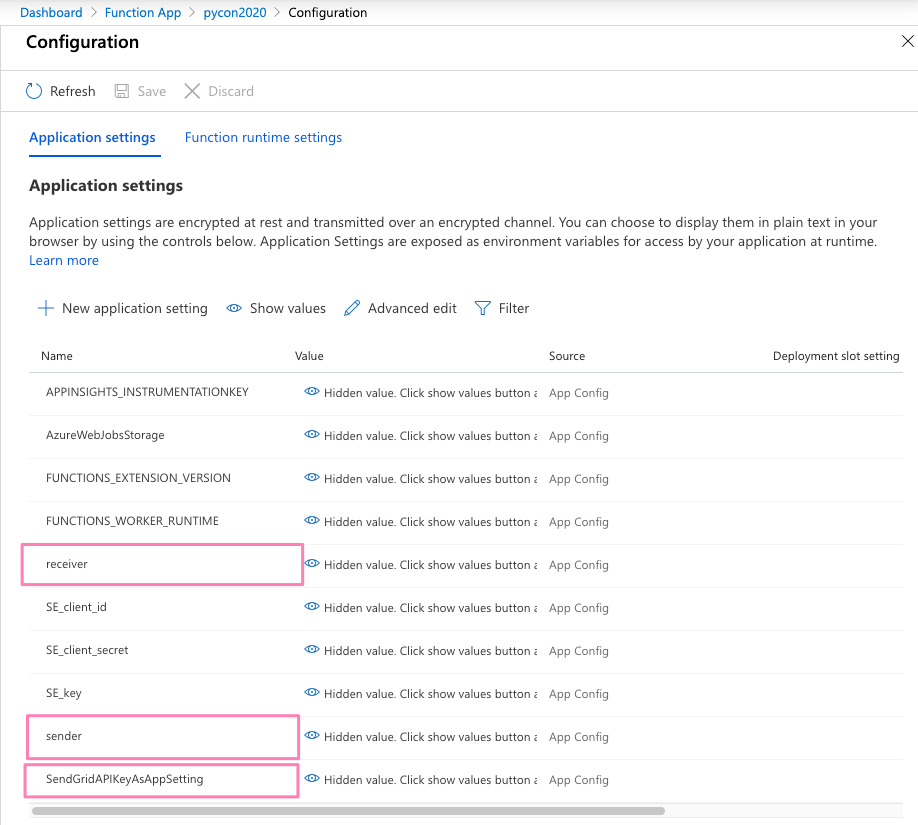 Dashboard > Function App > pycon2020 > Configuration
Configuration
Refresh Save Discard
Application settings Function runtime settings
Application settings
Application settings are encrypted at rest and transmitted over an encrypted channel. You can choose to display them in plain text in your
browser by using the controls below. Application Settings are exposed as environment variables for access by your application at runtime.
Learn more
New application setting Show values Advanced edit Filter
Name Value Source Deployment slot setting
APPINSIGHTS_INSTRUMENTATIONKEY Hidden value. Click show values button a App Config
AzureWebJobsStorage Hidden value. Click show values button a App Config
FUNCTIONS_EXTENSION_VERSION Hidden value. Click show values button a App Config
FUNCTIONS_WORKER_RUNTIME Hidden value. Click show values button a App Config
receiver Hidden value. Click show values button a App Config
SE_client_id Hidden value. Click show values button a App Config
SE_client_secret Hidden value. Click show values button a App Config
SE_key Hidden value. Click show values button a App Config
sender Hidden value. Click show values button a App Config
SendGridAPIKeyAsAppSetting Hidden value. Click show values button a App Config